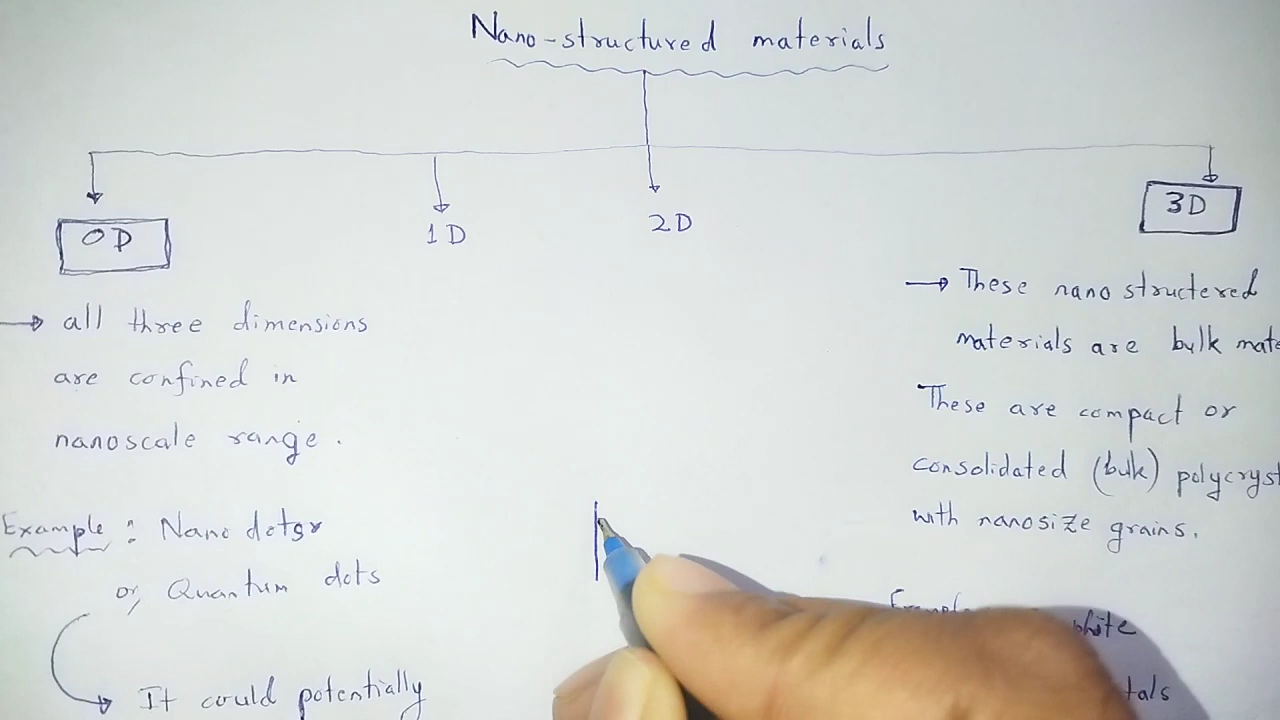 Nano-structured materials
0D
1D
2D
3D
→ all three dimensions
are confined in
nanoscale range.
Example: Nano dots
or, Quantum dots
It could potentially
→ These nano structered
materials are bulk
These are compact or
consolidated (bulk)
with nanosize grains.